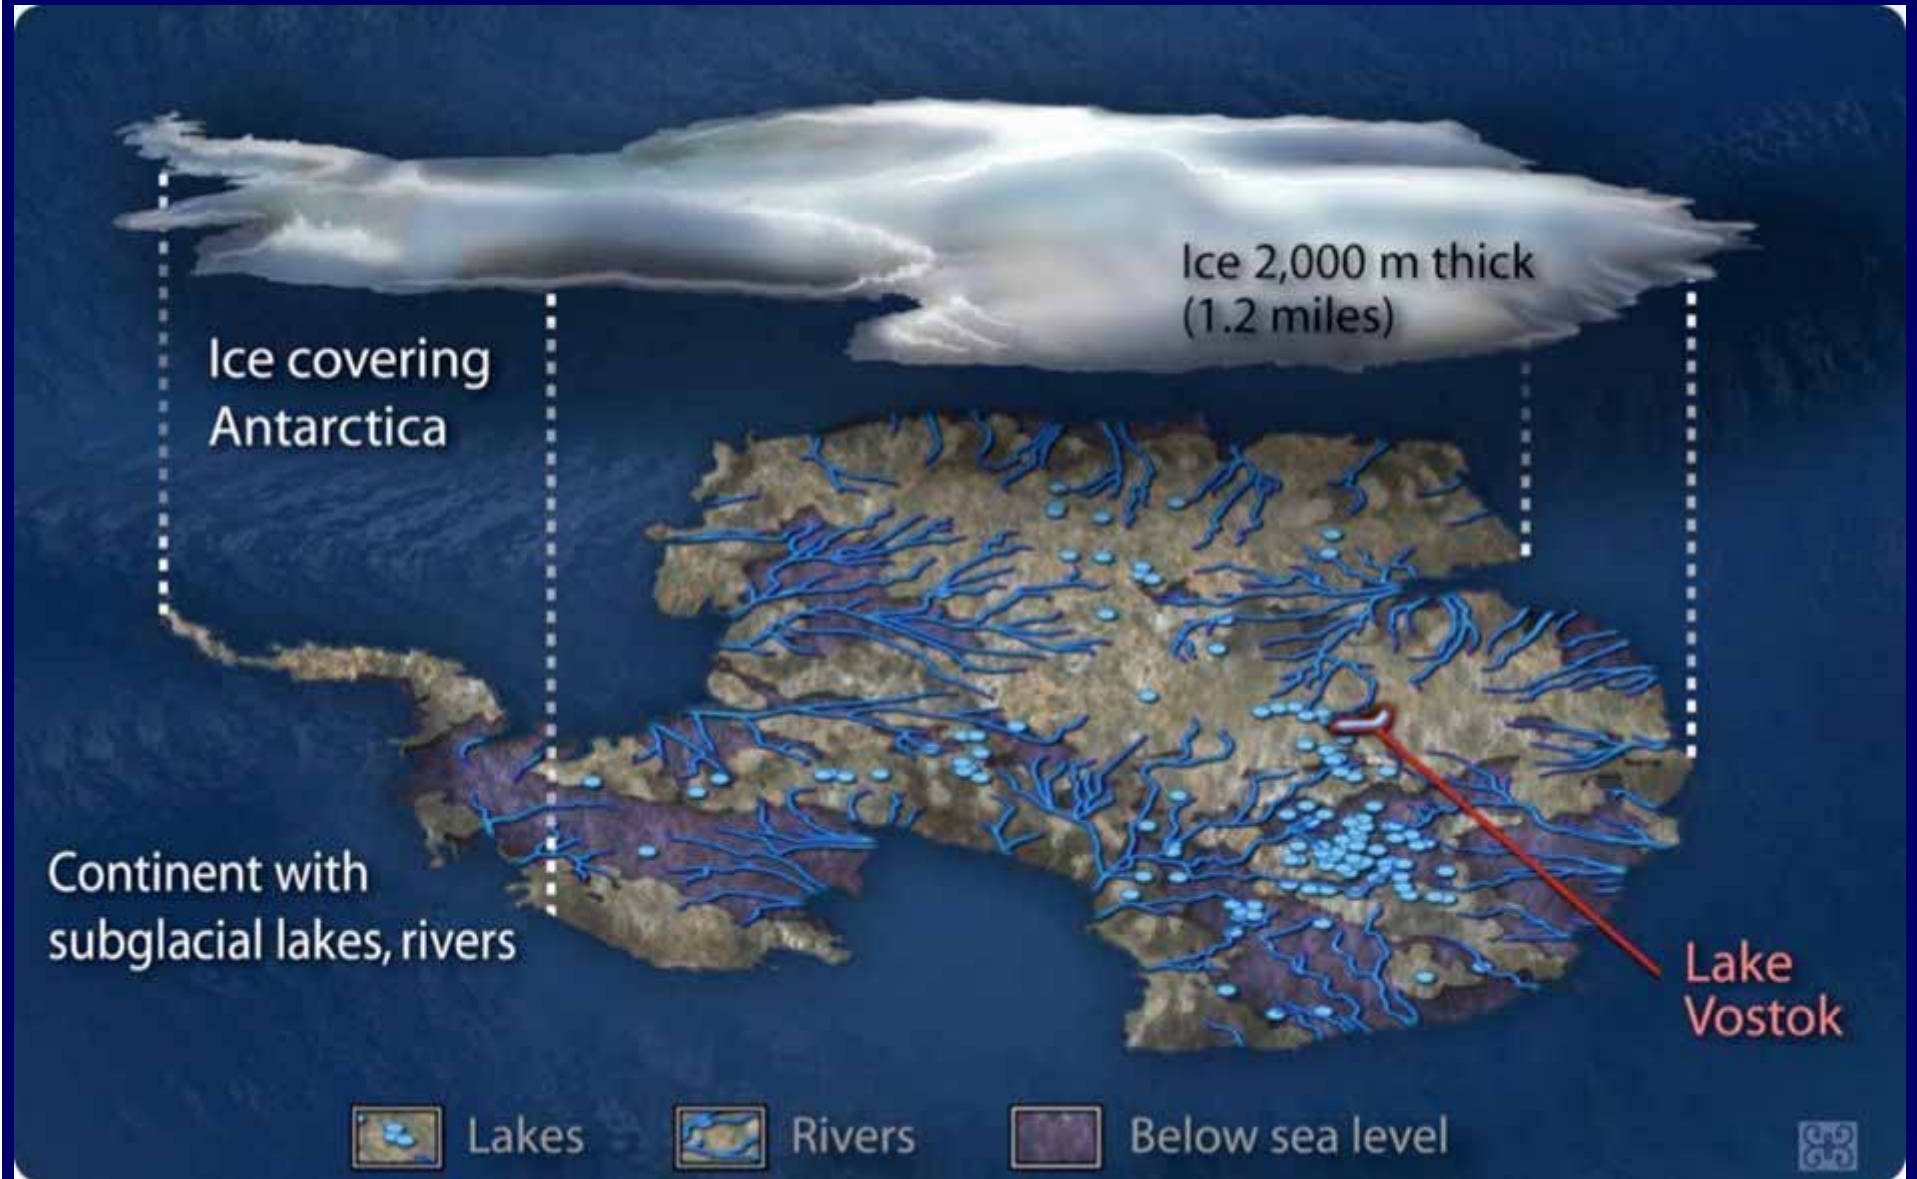 Ice 2,000 m thick
(1.2 miles)
Ice covering
Antarctica
Continent with
subglacial lakes, rivers
Lake
Vostok
Lakes
Rivers
Below sea level